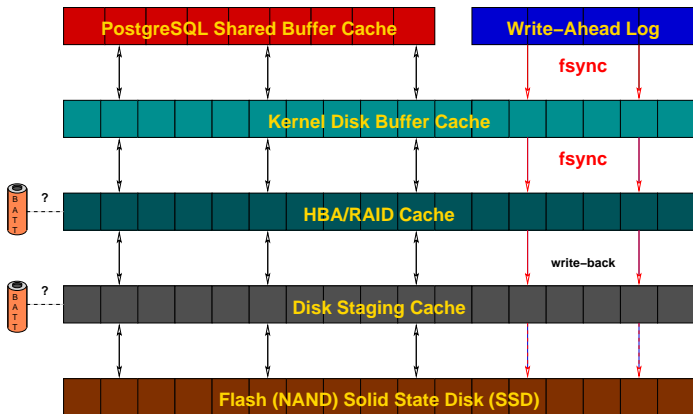 PostgreSQL Shared Buffer Cache
Write−Ahead Log
fsync
Kernel Disk Buffer Cache
fsync
?
BATT
HBA/RAID Cache
write−back
?
BATT
Disk Staging Cache
Flash (NAND) Solid State Disk (SSD)